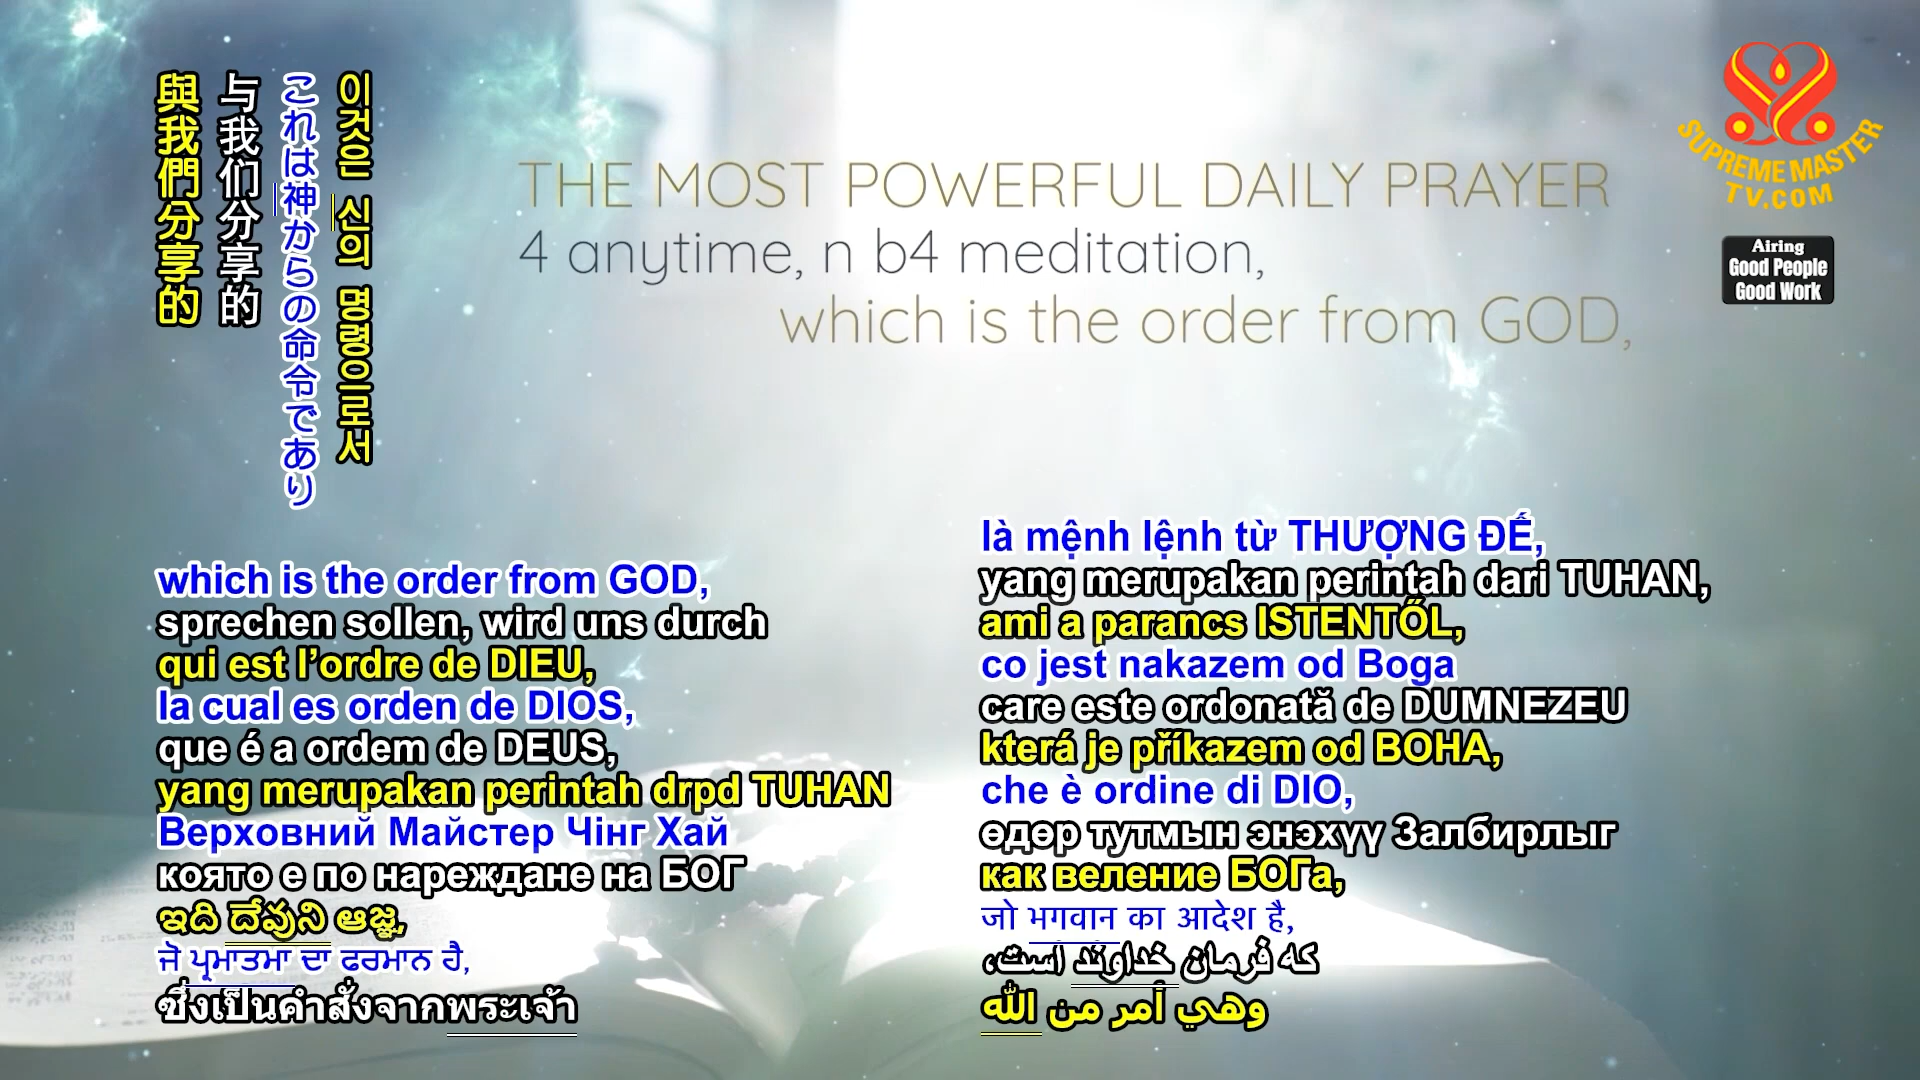 與我們分享的
与我们分享的
これは神からの命令であり
이것은 신의 명령으로서
THE MOST POWERFUL DAILY PRAYER
4 anytime, n b4 meditation,
which is the order from GOD,
SUPREME MASTER
TV.COM
Airing
Good People
Good Work
which is the order from GOD,
sprechen sollen, wird uns durch
qui est l’ordre de DIEU,
la cual es orden de DIOS,
que é a ordem de DEUS,
yang merupakan perintah drpd TUHAN
Верховний Майстер Чінг Хай
която е по нареждане на БОГ
ఇది దేవుని ఆజ్ఞ,
ਜੋ ਪ੍ਰਮਾਤਮਾ ਦਾ ਫਰਮਾਨ ਹੈ,
ซึ่งเป็นคำสั่งจากพระเจ้า
là mệnh lệnh từ THƯỢNG ĐẾ,
yang merupakan perintah dari TUHAN,
ami a parancs ISTENTŐL,
co jest nakazem od Boga
care este ordonată de DUMNEZEU
která je příkazem od BOHA,
che è ordine di DIO,
өдөр тутмын энэхүү Залбирлыг
как веление БОГа,
जो भगवान का आदेश है,
که فرمان خداوند است،
وهي أمر من الله